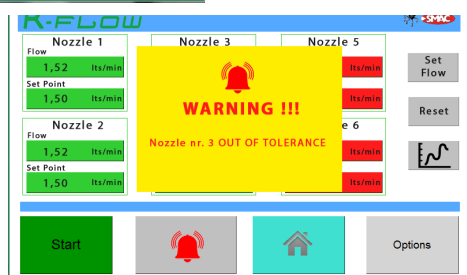 K-FLOW
SMAC
Nozzle 1
Flow
1,52 lts/min
Set Point
1,50 lts/min
Nozzle 2
Flow
1,52 lts/min
Set Point
1,50 lts/min
Nozzle 3
Nozzle 5
lts/min
lts/min
e 6
lts/min
lts/min
WARNING !!!
Nozzle nr. 3 OUT OF TOLERANCE
Set
Flow
Reset
Start
Options